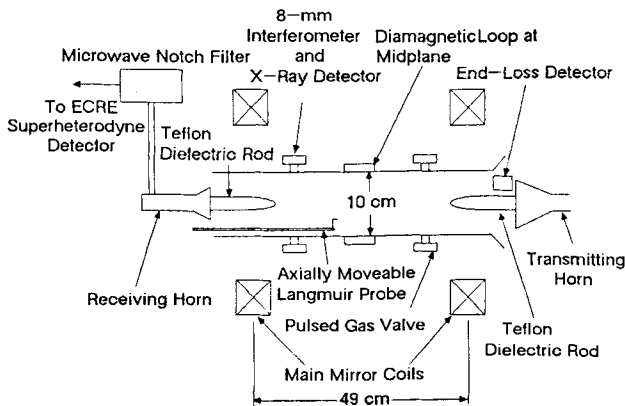 8-mm
Interferometer
and
X-Ray Detector
Diamagnetic Loop at
Midplane
Microwave Notch Filter
End-Loss Detector
To ECRE
Superheterodyne
Detector
Teflon
Dielectric Rod
10 cm
Receiving Horn
Axially Moveable
Langmuir Probe
Pulsed Gas Valve
Transmitting
Horn
Teflon
Dielectric Rod
Main Mirror Coils
49 cm